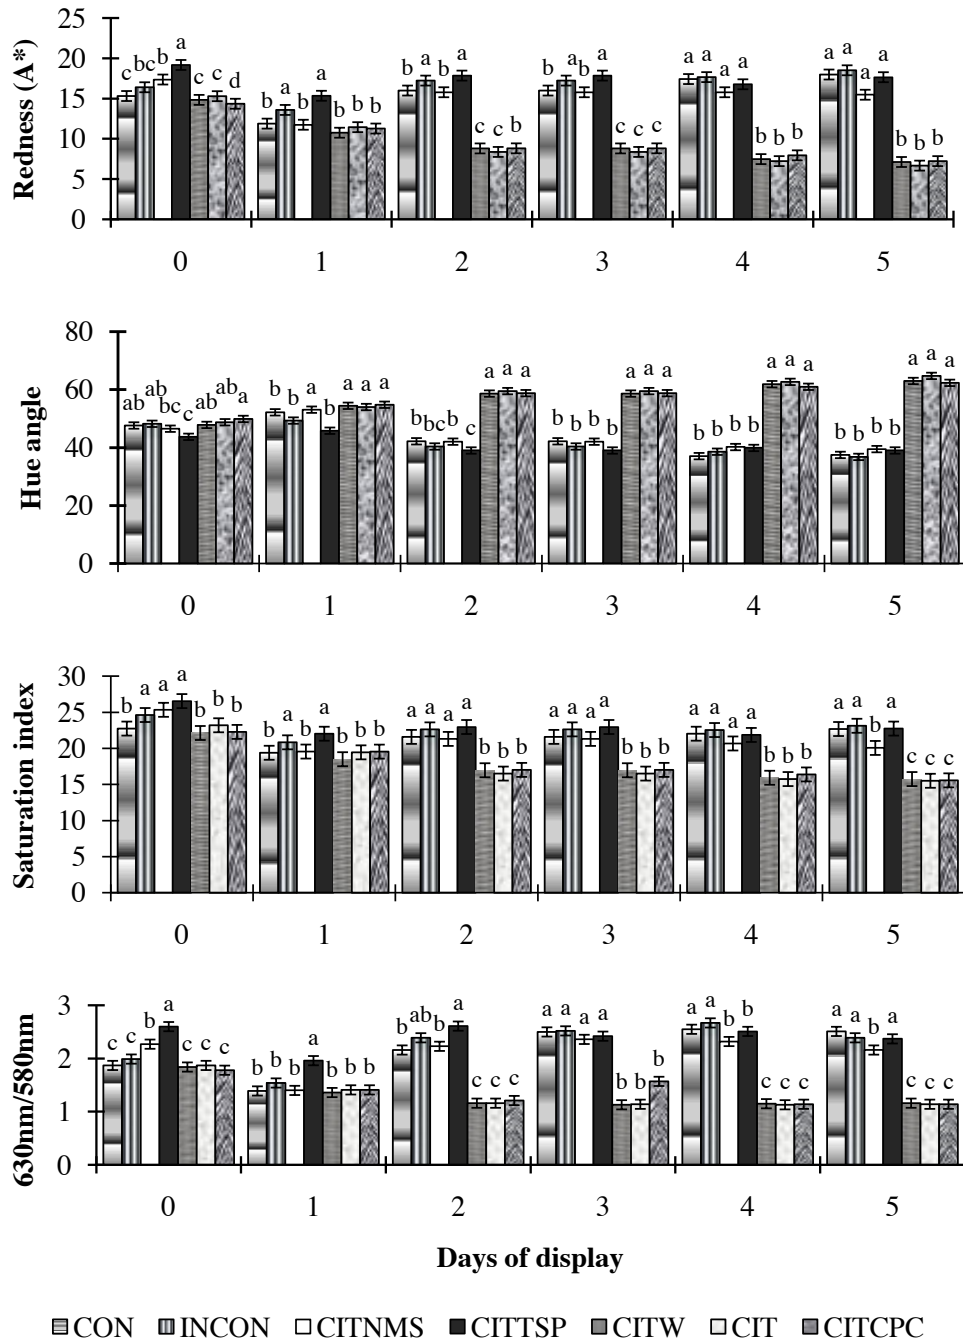 Redness (A*)
25
20
15
10
5
0
c bc b a c c d
b a b a b b b
b a b a c c b
b a b a c c c
a a a a b b b
a a a a b b b
0 1 2 3 4 5
Hue angle
80
60
40
20
0
ab ab bc c ab ab a
b b a b a a a
b bc b c a a a
b b b b a a a
b b b b a a a
b b b b a a a
0 1 2 3 4 5
Saturation index
30
25
20
15
10
5
0
b a a a b b b
b a b a b b b
a a a a b b b
a a a a b b b
a a a a b b b
a a b a c c c
0 1 2 3 4 5
630nm/580nm
3
2
1
0
c c b a c c c
b b b a b b b
b ab b a c c c
a a a a b b b
a a b b c c c
a a b a c c c
0 1 2 3 4 5
Days of display
CON INCON CITNMS CITTSP CITW CIT CITCPC